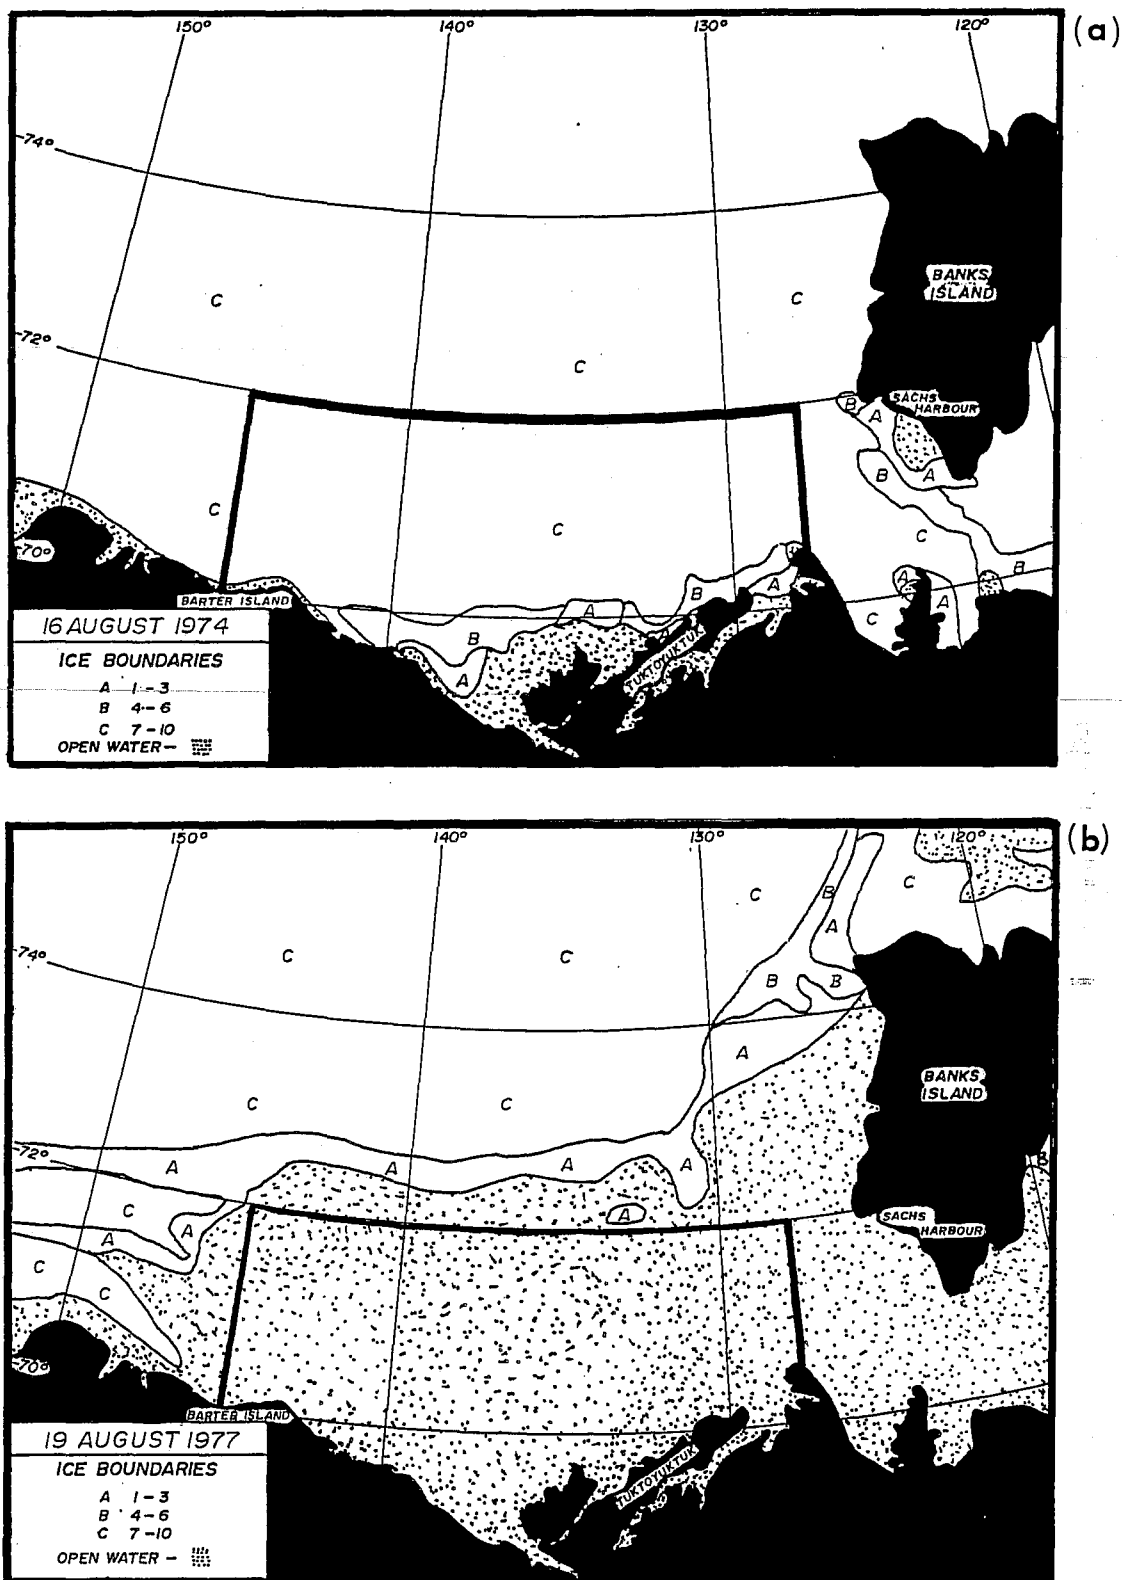 150° 140° 130° 120° (a)
74°
BANKS
ISLAND
C C
72°
C
SACHS
HARBOUR
B A
B A
C C
C
70°
B
A
B A
A
A
C
A
BARTER ISLAND
B
A
A
TUKTOYUKTUK
16 AUGUST 1974
ICE BOUNDARIES
A 1-3
B 4-6
C 7-10
OPEN WATER-
150° 140° 130° 120° (b)
C B C
A
74° C C
B B
A
BANKS
ISLAND
C C
72°
A A A A
B
C
A
SACHS
HARBOUR
A
A
C
C
70°
BARTER ISLAND
TUKTOYUKTUK
19 AUGUST 1977
ICE BOUNDARIES
A 1-3
B 4-6
C 7-10
OPEN WATER -